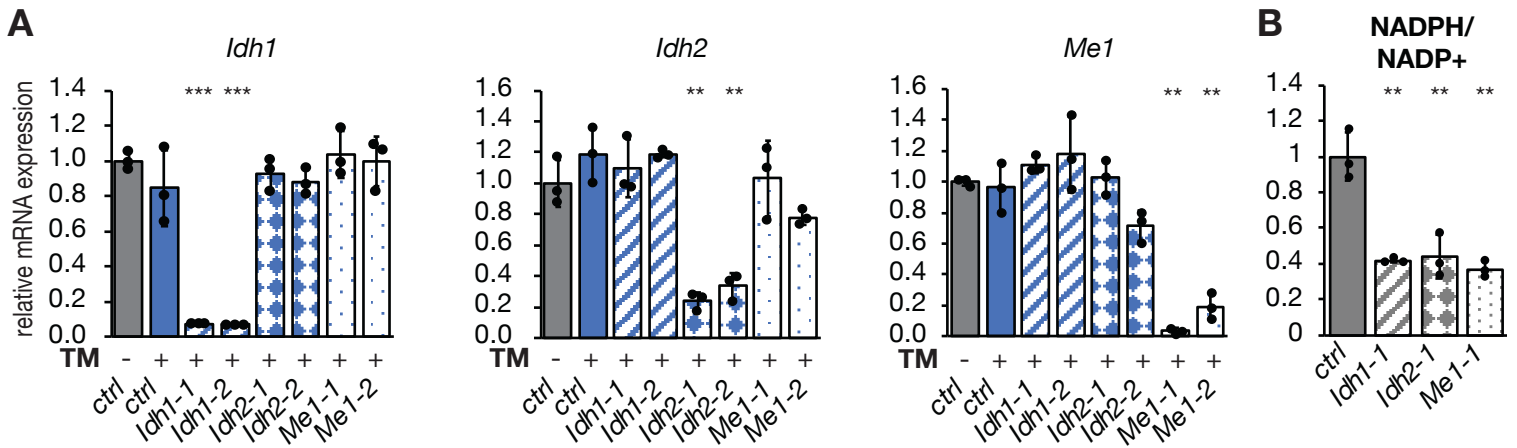 A
B
Idh1
Idh2
Me1
NADPH/
NADP+
relative mRNA expression
1.4
1.2
1.0
0.8
0.6
0.4
0.2
0.0
*** ***
TM - + + + + + + +
ctrl ctrl Idh1-1 Idh1-2 Idh2-1 Idh2-2 Me1-1 Me1-2
1.6
1.4
1.2
1.0
0.8
0.6
0.4
0.2
0.0
** **
TM - + + + + + + +
ctrl ctrl Idh1-1 Idh1-2 Idh2-1 Idh2-2 Me1-1 Me1-2
1.6
1.4
1.2
1.0
0.8
0.6
0.4
0.2
0.0
** **
TM - + + + + + + +
ctrl ctrl Idh1-1 Idh1-2 Idh2-1 Idh2-2 Me1-1 Me1-2
1.4
1.2
1
0.8
0.6
0.4
0.2
0
** ** **
ctrl Idh1-1 Idh2-1 Me1-1